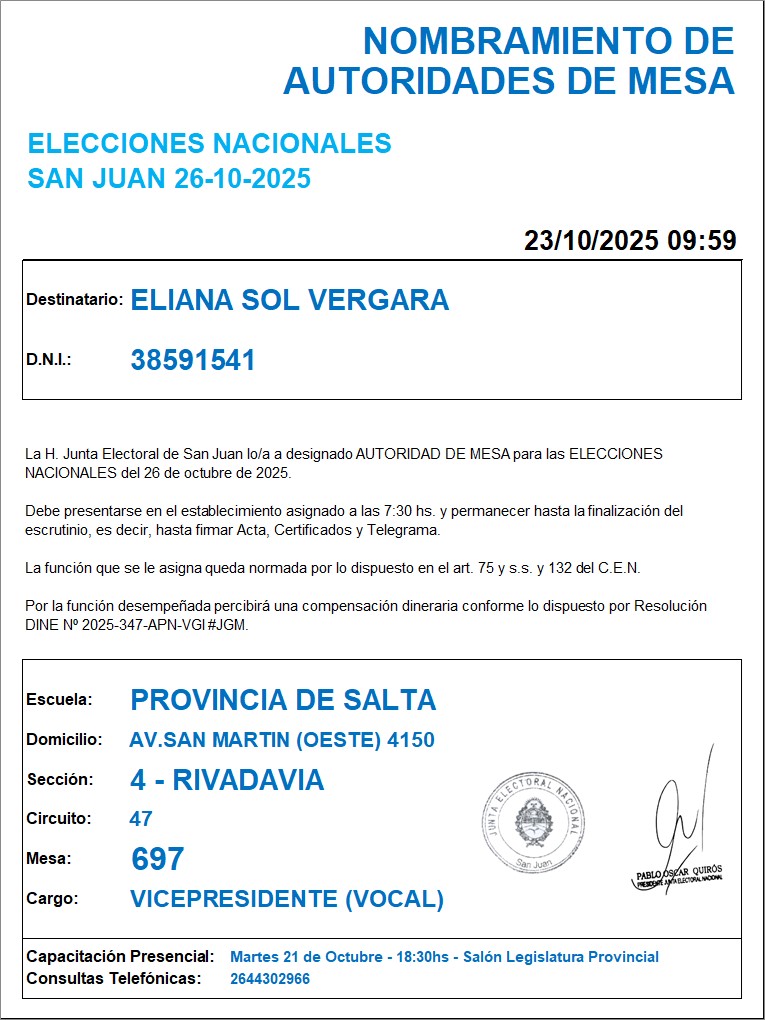 NOMBRAMIENTO DE
AUTORIDADES DE MESA
ELECCIONES NACIONALES
SAN JUAN 26-10-2025
23/10/2025 09:59
Destinatario: ELIANA SOL VERGARA
D.N.I.: 38591541
La H. Junta Electoral de San Juan lo/a a designado AUTORIDAD DE MESA para las ELECCIONES
NACIONALES del 26 de octubre de 2025.
Debe presentarse en el establecimiento asignado a las 7:30 hs. y permanecer hasta la finalización del
escrutinio, es decir, hasta firmar Acta, Certificados y Telegrama.
La función que se le asigna queda normada por lo dispuesto en el art. 75 y s.s. y 132 del C.E.N.
Por la función desempeñada percibirá una compensación dineraria conforme lo dispuesto por Resolución
DINE Nº 2025-347-APN-VGI#JGM.
Escuela: PROVINCIA DE SALTA
Domicilio: AV.SAN MARTIN (OESTE) 4150
Sección: 4 - RIVADAVIA
Circuito: 47
Mesa: 697
Cargo: VICEPRESIDENTE (VOCAL)
JUNTA ELECTORAL NACIONAL
San Juan
PABLO OSCAR QUIRÓS
PRESIDENTE JUNTA ELECTORAL NACIONAL
Capacitación Presencial: Martes 21 de Octubre - 18:30hs - Salón Legislatura Provincial
Consultas Telefónicas: 2644302966